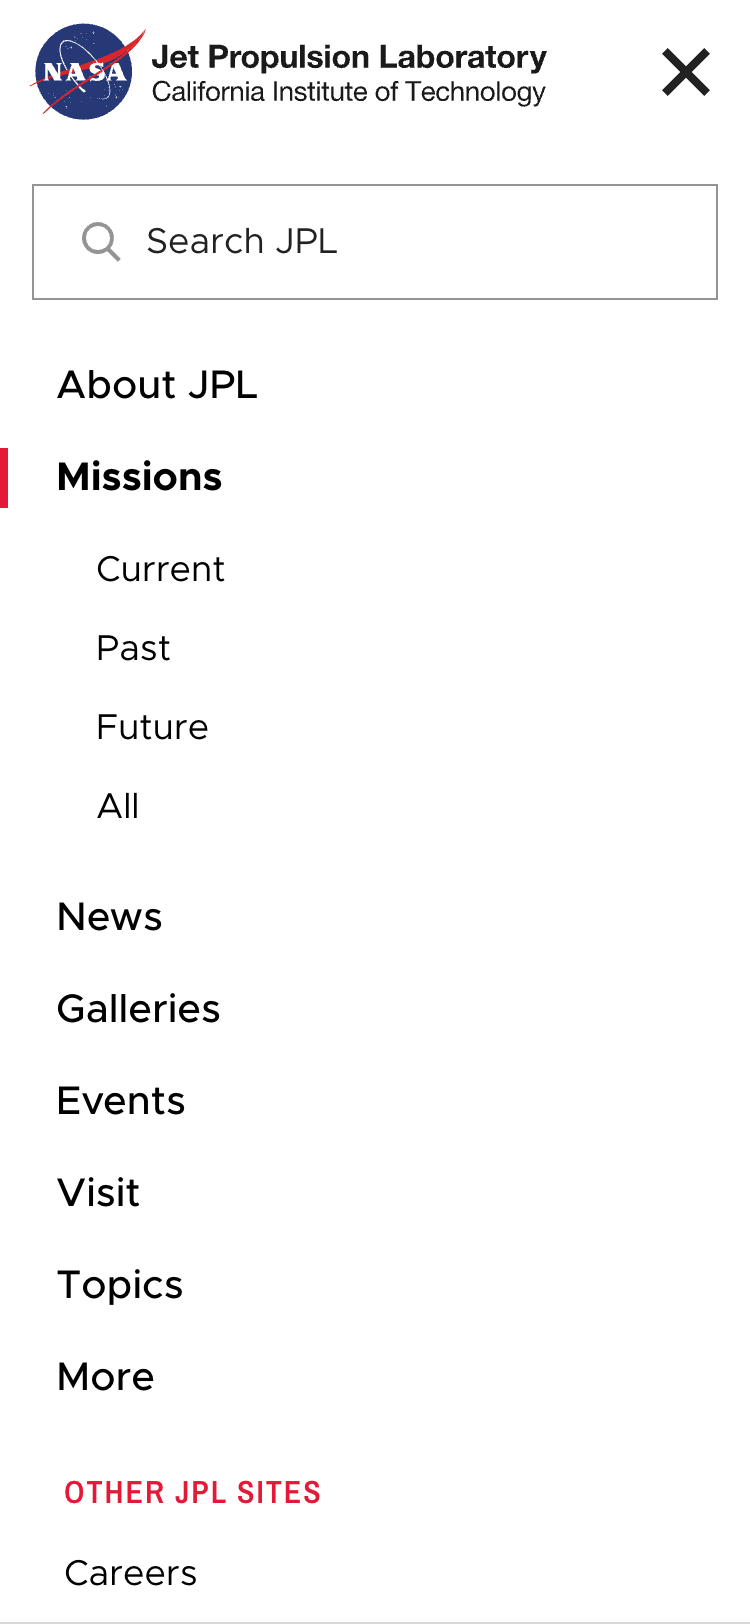 NASA
Jet Propulsion Laboratory
California Institute of Technology
Search JPL
About JPL
Missions
Current
Past
Future
All
News
Galleries
Events
Visit
Topics
More
OTHER JPL SITES
Careers